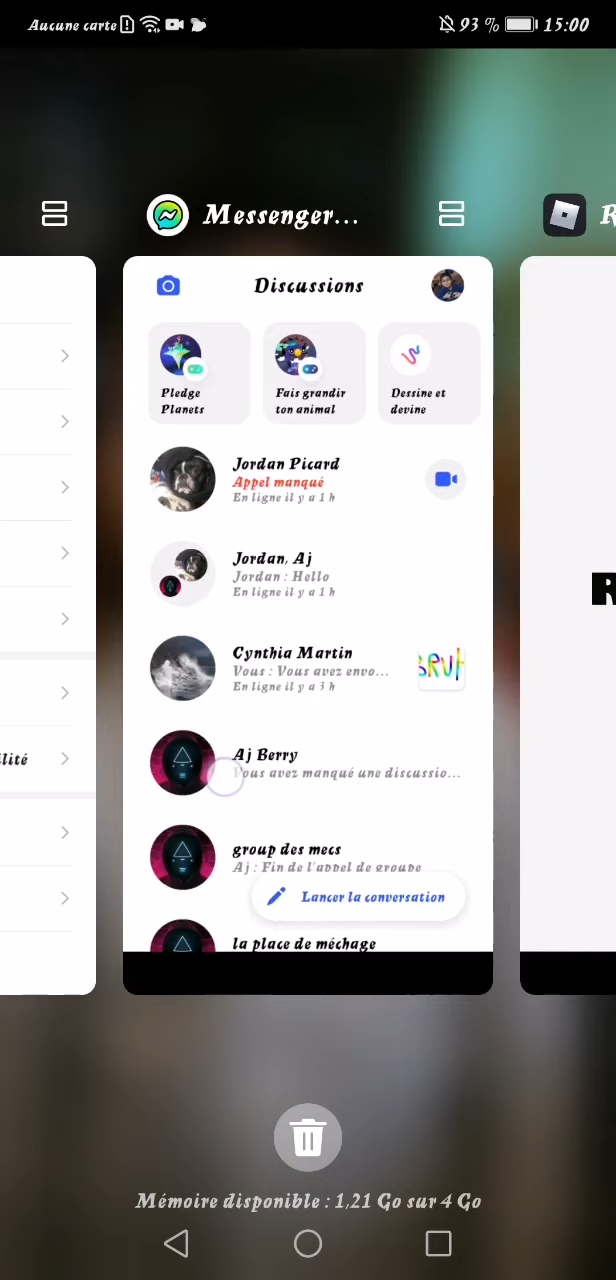 Aucune carte
93 %
15:00
Messenger...
R
Discussions
Pledge
Planets
Fais grandir
ton animal
Dessine et
devine
Jordan Picard
Appel manqué
En ligne il y a 1 h
Jordan, Aj
Jordan : Hello
En ligne il y a 1 h
R
Cynthia Martin
Vous : Vous avez envo...
En ligne il y a 3 h
BRUH
Aj Berry
Vous avez manqué une discussio...
lité
group des mecs
Aj : Fin de l'appel de groupe
Lancer la conversation
la place de méchage
Mémoire disponible : 1,21 Go sur 4 Go